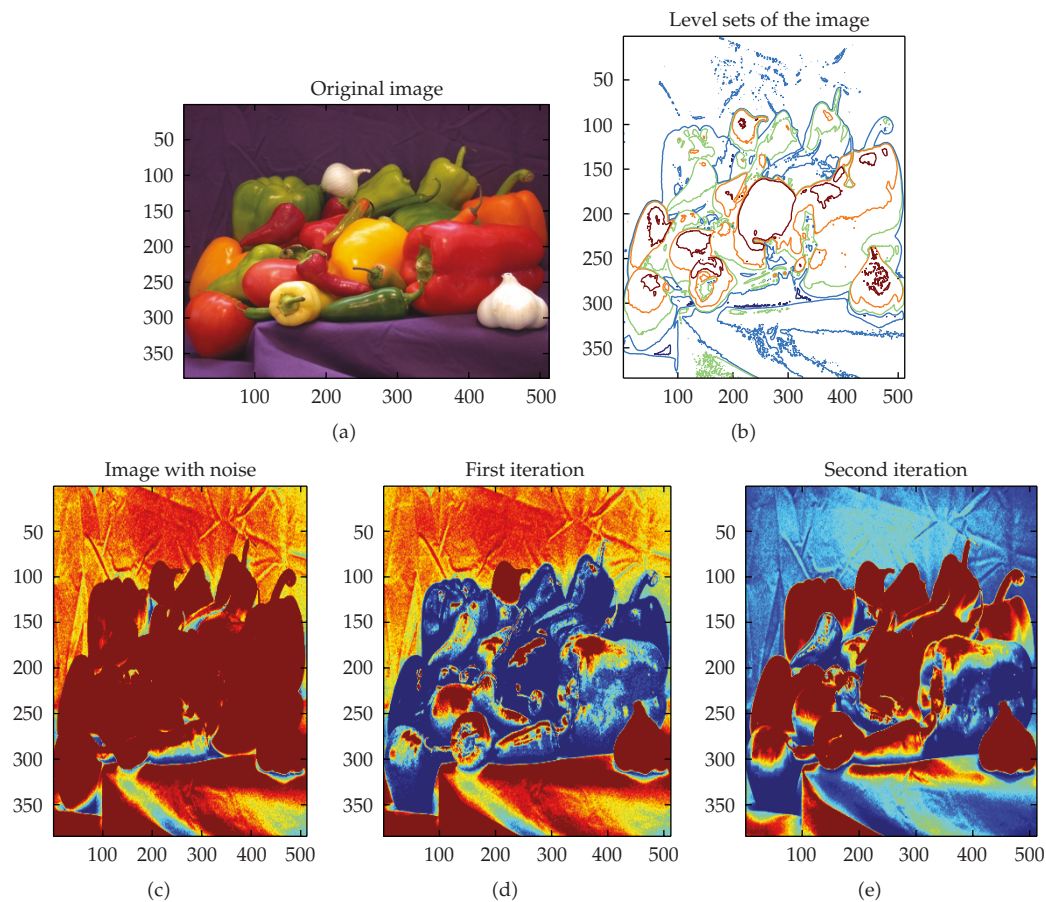 Original image
50
100
150
200
250
300
350
100 200 300 400 500
(a)
Level sets of the image
50
100
150
200
250
300
350
100 200 300 400 500
(b)
Image with noise
50
100
150
200
250
300
350
100 200 300 400 500
(c)
First iteration
50
100
150
200
250
300
350
100 200 300 400 500
(d)
Second iteration
50
100
150
200
250
300
350
100 200 300 400 500
(e)